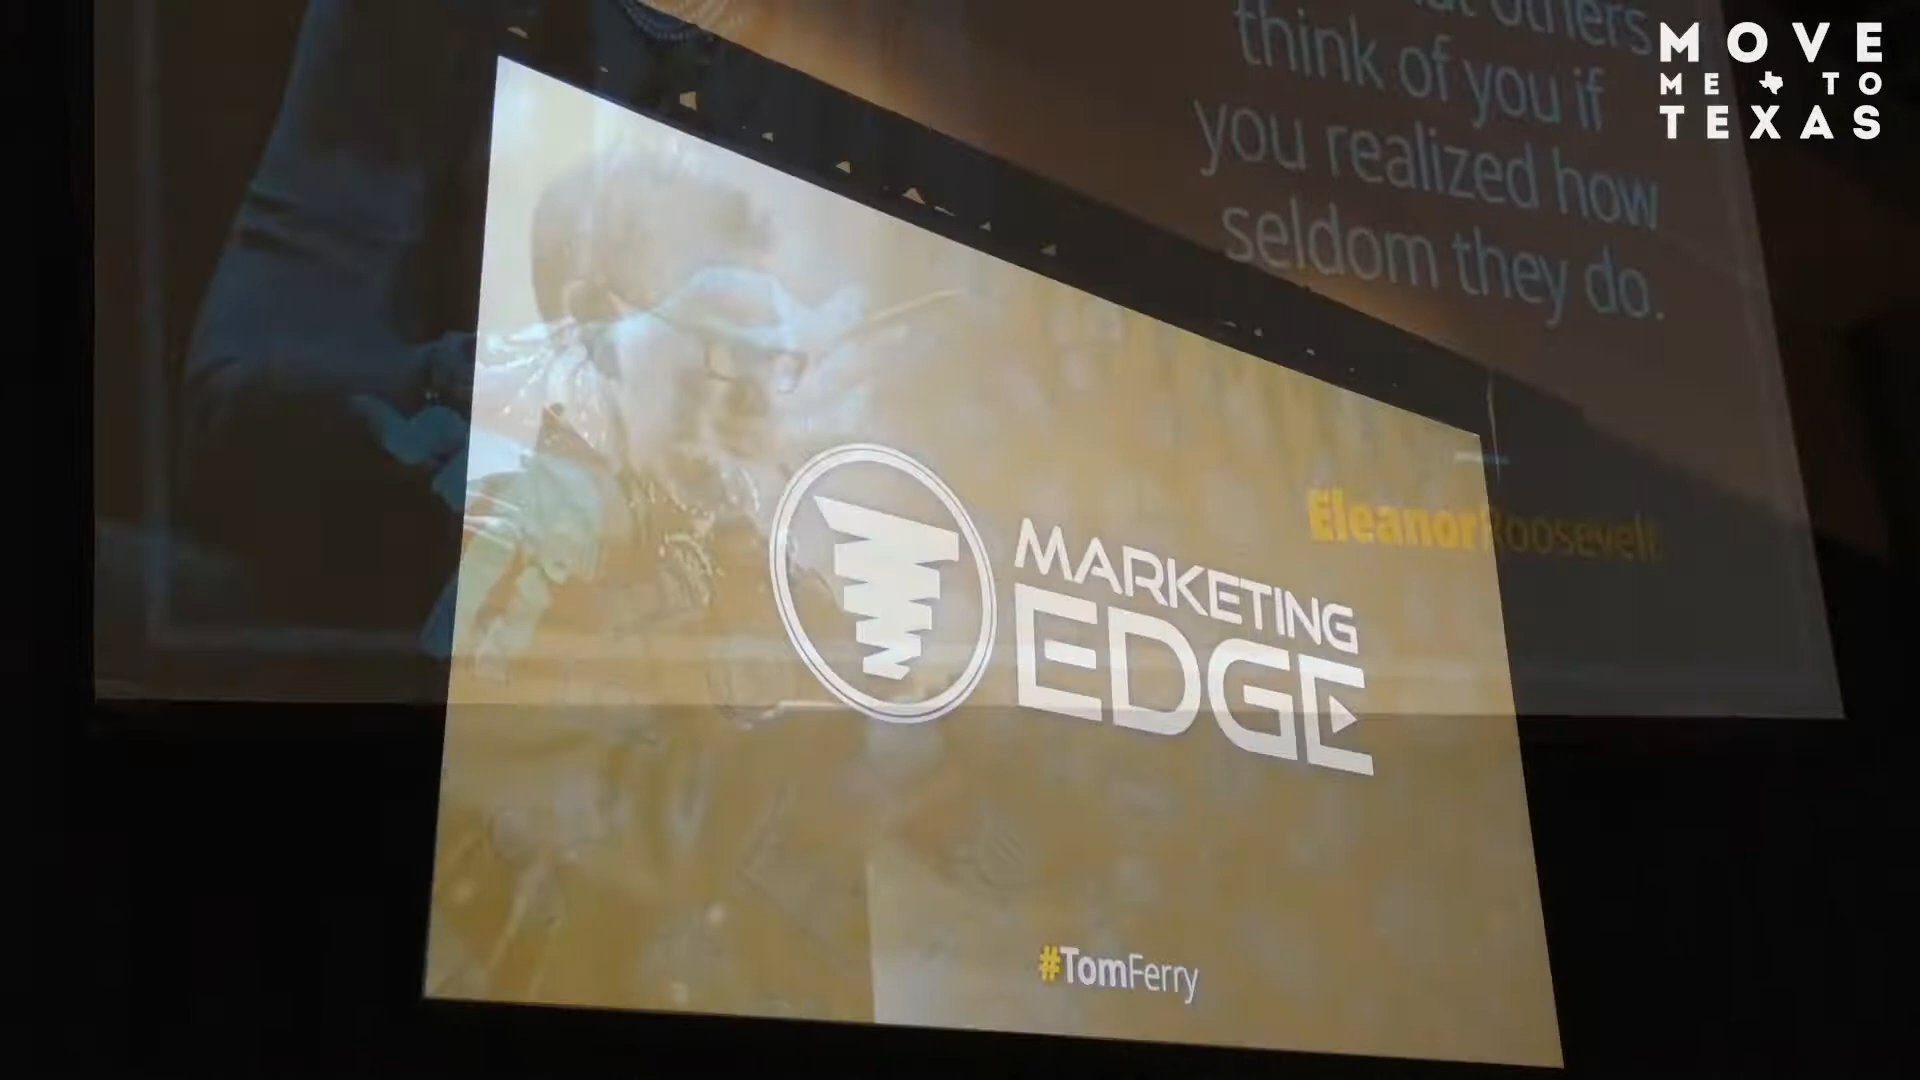 others
think of you if
you realized how
seldom they do.
Eleanor Roosevelt
MOVE
ME TO
TEXAS
MARKETING
EDGE
#TomFerry